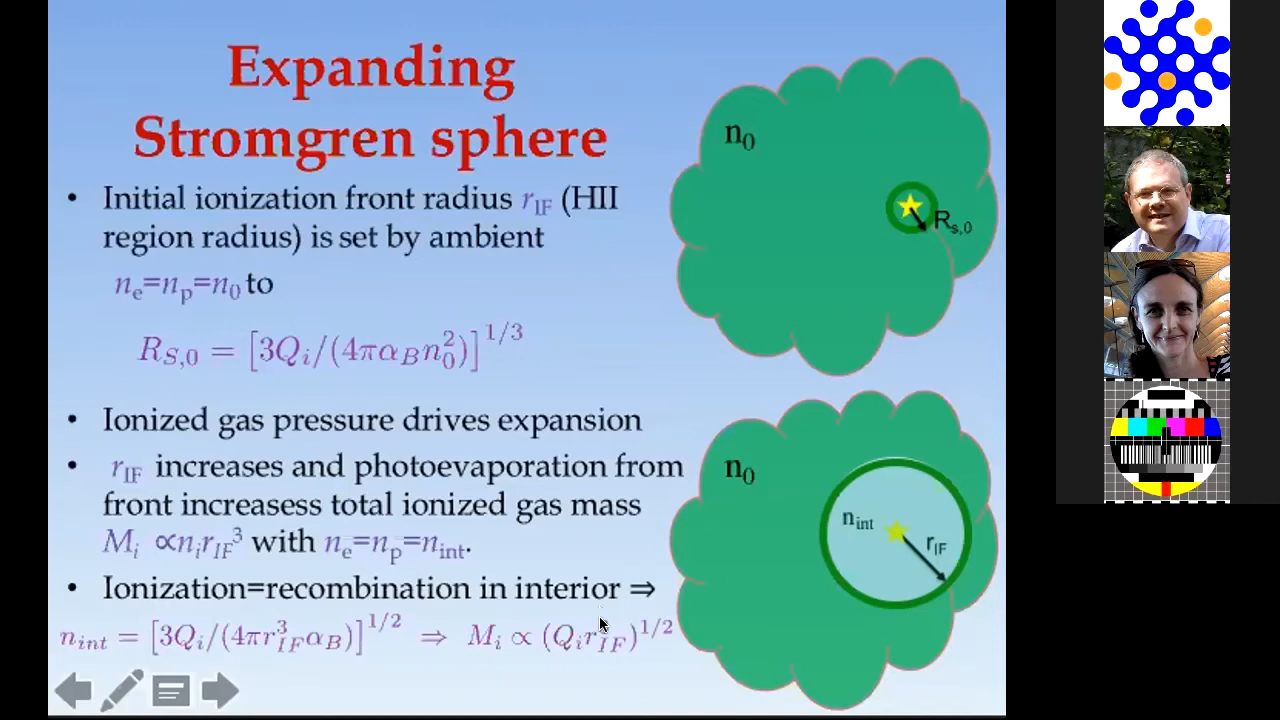 Expanding
Stromgren sphere
• Initial ionization front radius r_IF (HII
region radius) is set by ambient
n_e=n_p=n_0 to
R_{S,0} = [3Q_i/(4πα_B n_0^2)]^{1/3}
• Ionized gas pressure drives expansion
• r_IF increases and photoevaporation from
front increasess total ionized gas mass
M_i ∝n_i r_IF^3 with n_e=n_p=n_int.
• Ionization=recombination in interior ⇒
n_int = [3Q_i/(4πr_IF^3 α_B)]^{1/2} ⇒ M_i ∝ (Q_i r_IF^3)^{1/2}
n_0
R_{s,0}
n_0
n_int
r_IF